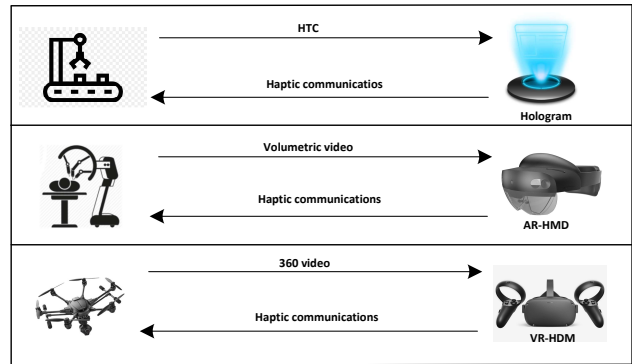 HTC
Haptic communicatios
Hologram
Volumetric video
Haptic communications
AR-HMD
360 video
Haptic communications
VR-HDM